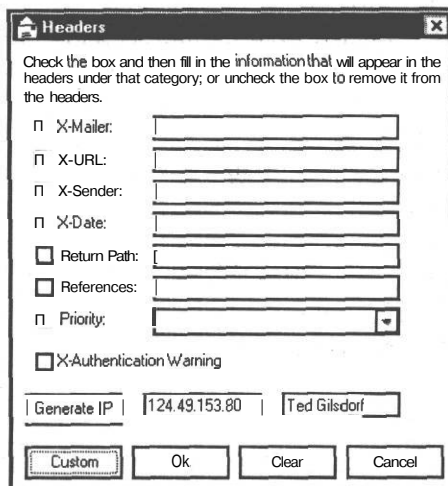 Headers
Check the box and then fill in the information that will appear in the
headers under that category; or uncheck the box to remove it from
the headers.
X-Mailer:
X-URL:
X-Sender:
X-Date:
Return Path:
References:
Priority:
X-Authentication Warning
Generate IP 124.49.153.80 Ted Gilsdorf
Custom Ok Clear Cancel